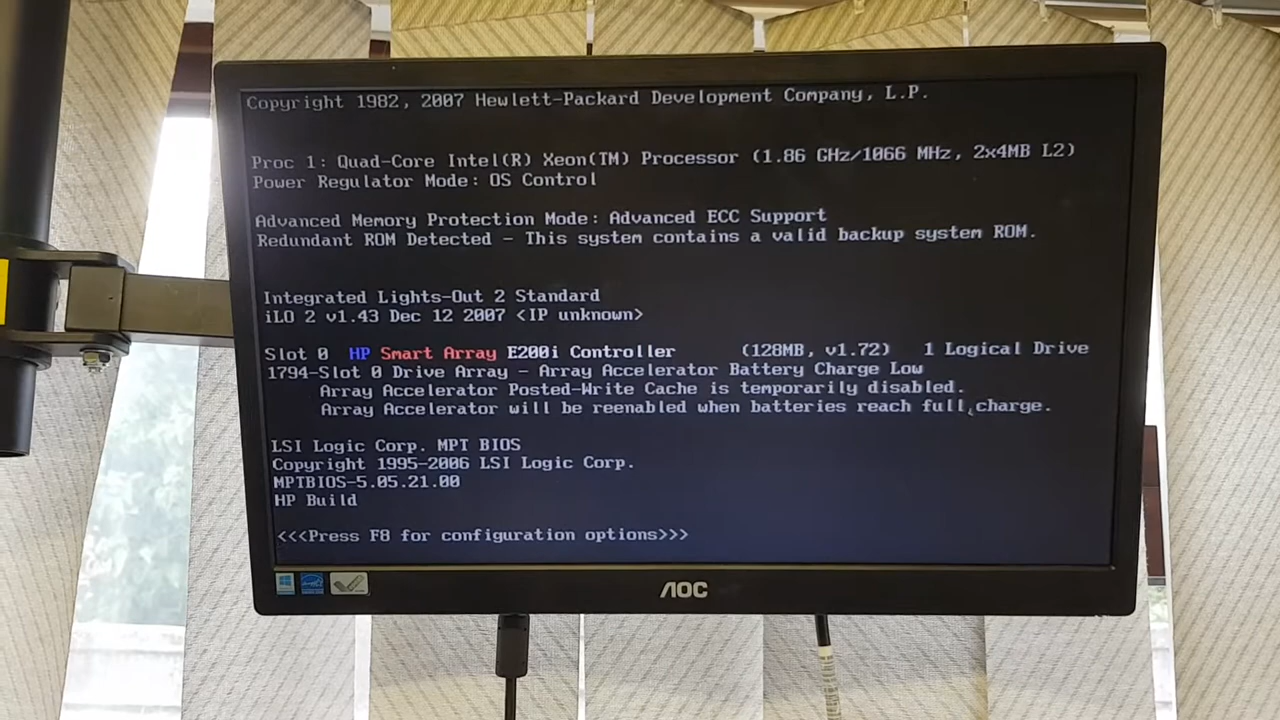 Copyright 1982, 2007 Hewlett-Packard Development Company, L.P.
Proc 1: Quad-Core Intel(R) Xeon(TM) Processor (1.86 GHz/1066 MHz, 2x4MB L2)
Power Regulator Mode: OS Control
Advanced Memory Protection Mode: Advanced ECC Support
Redundant ROM Detected - This system contains a valid backup system ROM.
Integrated Lights-Out 2 Standard
iLO 2 v1.43 Dec 12 2007 <IP unknown>
Slot 0 HP Smart Array E200i Controller (128MB, v1.72) 1 Logical Drive
1794-Slot 0 Drive Array - Array Accelerator Battery Charge Low
Array Accelerator Posted-Write Cache is temporarily disabled.
Array Accelerator will be reenabled when batteries reach full charge.
LSI Logic Corp. MPT BIOS
Copyright 1995-2006 LSI Logic Corp.
MPTBIOS-5.05.21.00
HP Build
<<<Press F8 for configuration options>>>
AOC